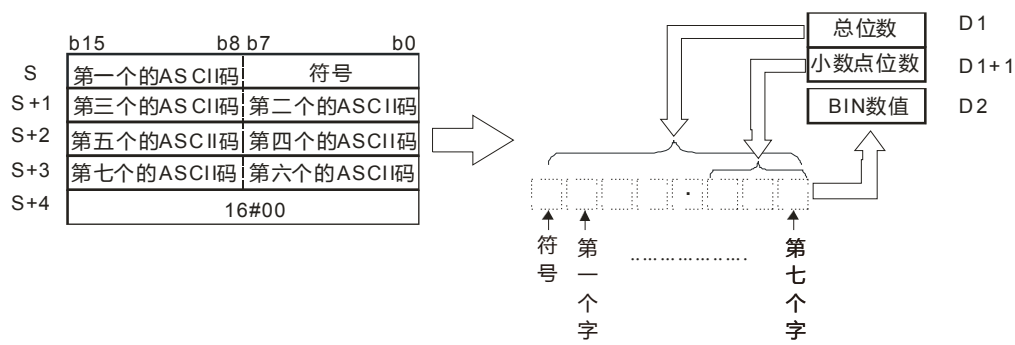 b15 b8 b7 b0
S 第一个的ASCII码 符号
S+1 第三个的ASCII码 第二个的ASCII码
S+2 第五个的ASCII码 第四个的ASCII码
S+3 第七个的ASCII码 第六个的ASCII码
S+4 16#00
总位数 D1
小数点位数 D1+1
BIN数值 D2
.
符号
第一个字
..................
第七个字